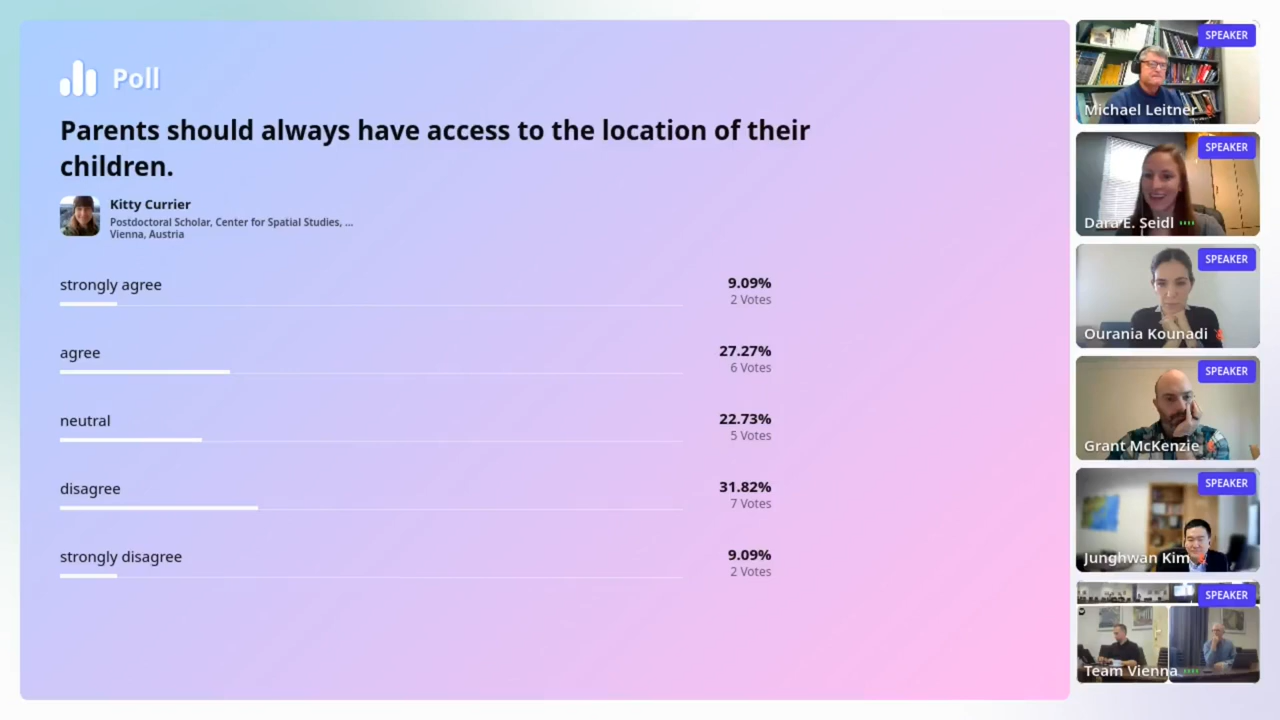 Poll
Parents should always have access to the location of their
children.
Kitty Currier
Postdoctoral Scholar, Center for Spatial Studies, ...
Vienna, Austria
strongly agree
9.09%
2 Votes
agree
27.27%
6 Votes
neutral
22.73%
5 Votes
disagree
31.82%
7 Votes
strongly disagree
9.09%
2 Votes
SPEAKER
Michael Leitner
SPEAKER
Dara E. Seidl
SPEAKER
Ourania Kounadi
SPEAKER
Grant McKenzie
SPEAKER
Junghwan Kim
SPEAKER
Team Vienna